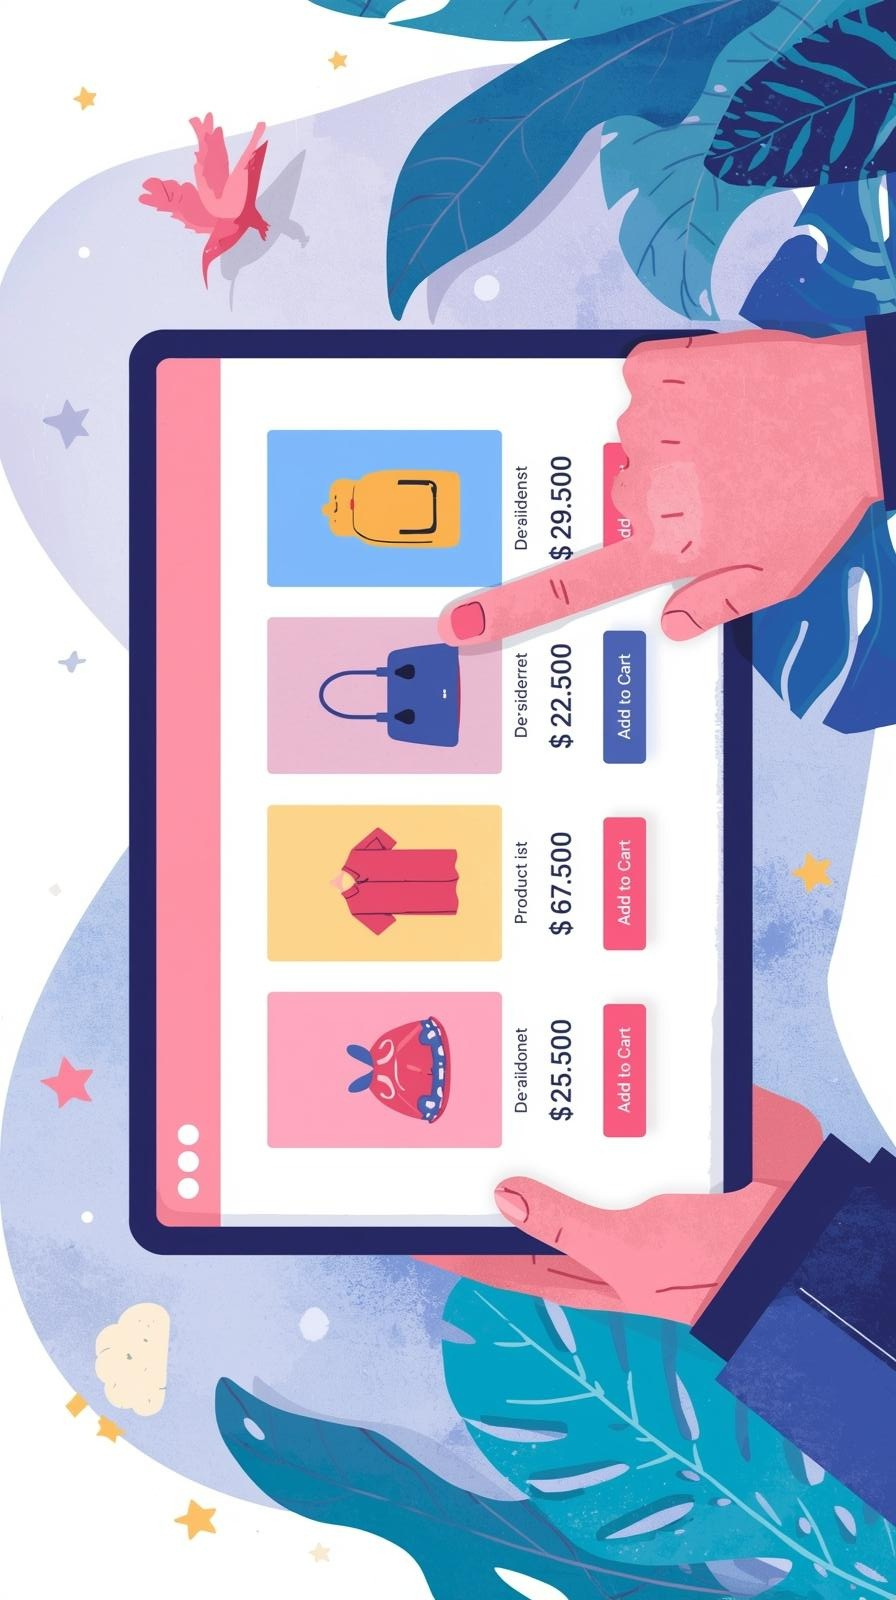 De·aildonet
$25.500
Add to Cart
Product ist
$67.500
Add to Cart
De·siderret
$22.500
Add to Cart
De·aildenst
$29.500